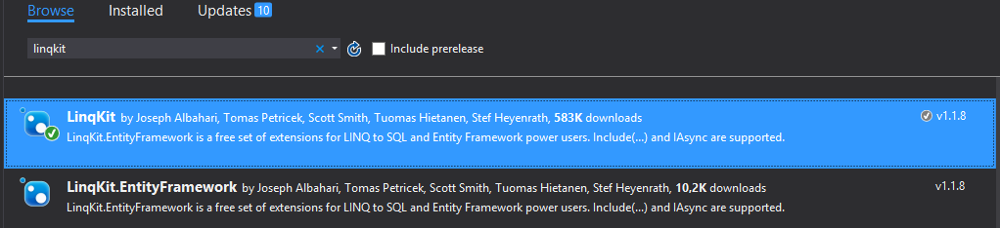 Browse Installed Updates 10
linqkit Include prerelease
LinqKit by Joseph Albahari, Tomas Petricek, Scott Smith, Tuomas Hietanen, Stef Heyenrath, 583K downloads v1.1.8
LinqKit.EntityFramework is a free set of extensions for LINQ to SQL and Entity Framework power users. Include(...) and IAsync are supported.
LinqKit.EntityFramework by Joseph Albahari, Tomas Petricek, Scott Smith, Tuomas Hietanen, Stef Heyenrath, 10,2K downloads v1.1.8
LinqKit.EntityFramework is a free set of extensions for LINQ to SQL and Entity Framework power users. Include(...) and IAsync are supported.